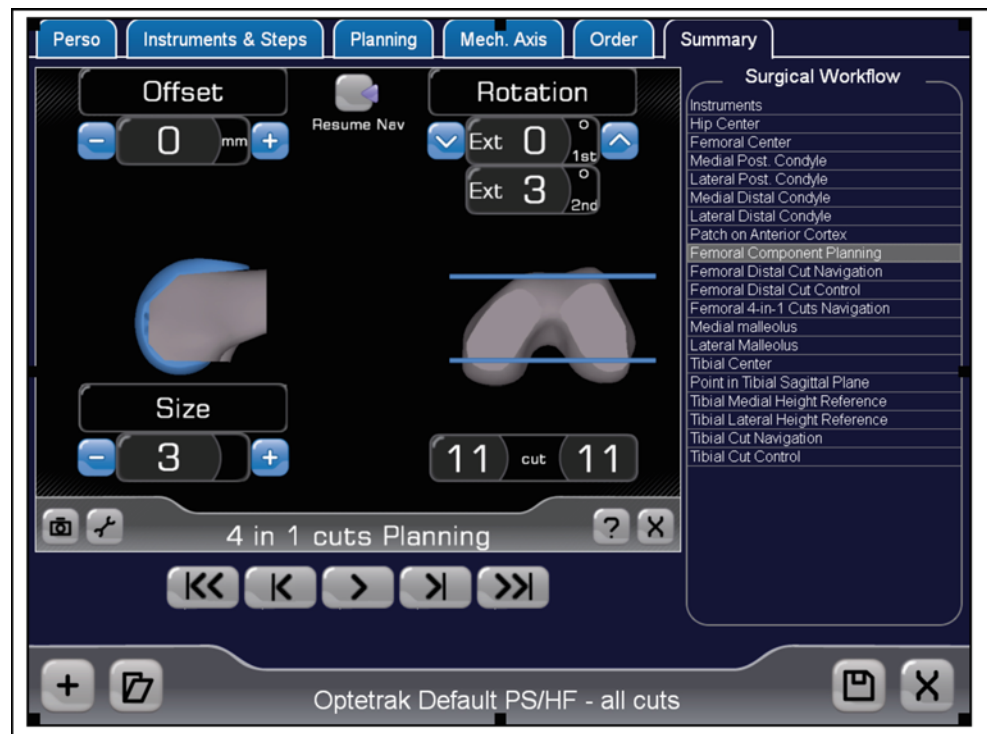 Perso Instruments & Steps Planning Mech. Axis Order Summary
Offset
0 mm
Resume Nav
Rotation
Ext 0 ° 1st
Ext 3 ° 2nd
Size
3
11 cut 11
4 in 1 cuts Planning
Surgical Workflow
Instruments
Hip Center
Femoral Center
Medial Post. Condyle
Lateral Post. Condyle
Medial Distal Condyle
Lateral Distal Condyle
Patch on Anterior Cortex
Femoral Component Planning
Femoral Distal Cut Navigation
Femoral Distal Cut Control
Femoral 4-in-1 Cuts Navigation
Medial malleolus
Lateral Malleolus
Tibial Center
Point in Tibial Sagittal Plane
Tibial Medial Height Reference
Tibial Lateral Height Reference
Tibial Cut Navigation
Tibial Cut Control
Optetrak Default PS/HF - all cuts